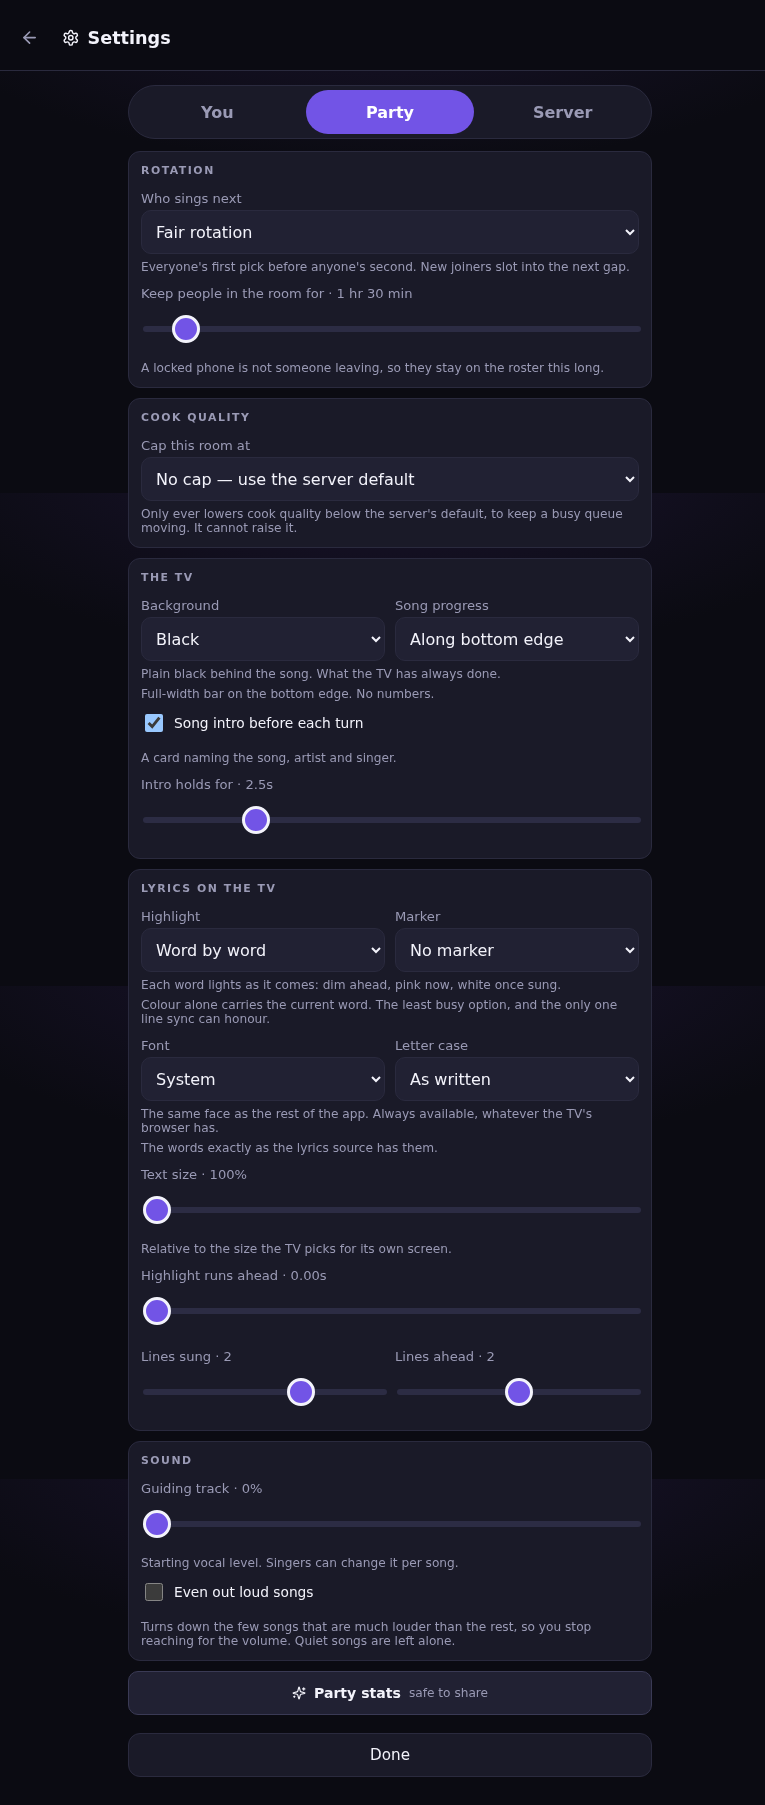 Settings
You
Party
Server
ROTATION
Who sings next
Fair rotation
Everyone's first pick before anyone's second. New joiners slot into the next gap.
Keep people in the room for · 1 hr 30 min
A locked phone is not someone leaving, so they stay on the roster this long.
COOK QUALITY
Cap this room at
No cap — use the server default
Only ever lowers cook quality below the server's default, to keep a busy queue
moving. It cannot raise it.
THE TV
Background
Song progress
Black
Along bottom edge
Plain black behind the song. What the TV has always done.
Full-width bar on the bottom edge. No numbers.
Song intro before each turn
A card naming the song, artist and singer.
Intro holds for · 2.5s
LYRICS ON THE TV
Highlight
Marker
Word by word
No marker
Each word lights as it comes: dim ahead, pink now, white once sung.
Colour alone carries the current word. The least busy option, and the only one
line sync can honour.
Font
Letter case
System
As written
The same face as the rest of the app. Always available, whatever the TV's
browser has.
The words exactly as the lyrics source has them.
Text size · 100%
Relative to the size the TV picks for its own screen.
Highlight runs ahead · 0.00s
Lines sung · 2
Lines ahead · 2
SOUND
Guiding track · 0%
Starting vocal level. Singers can change it per song.
Even out loud songs
Turns down the few songs that are much louder than the rest, so you stop
reaching for the volume. Quiet songs are left alone.
Party stats safe to share
Done